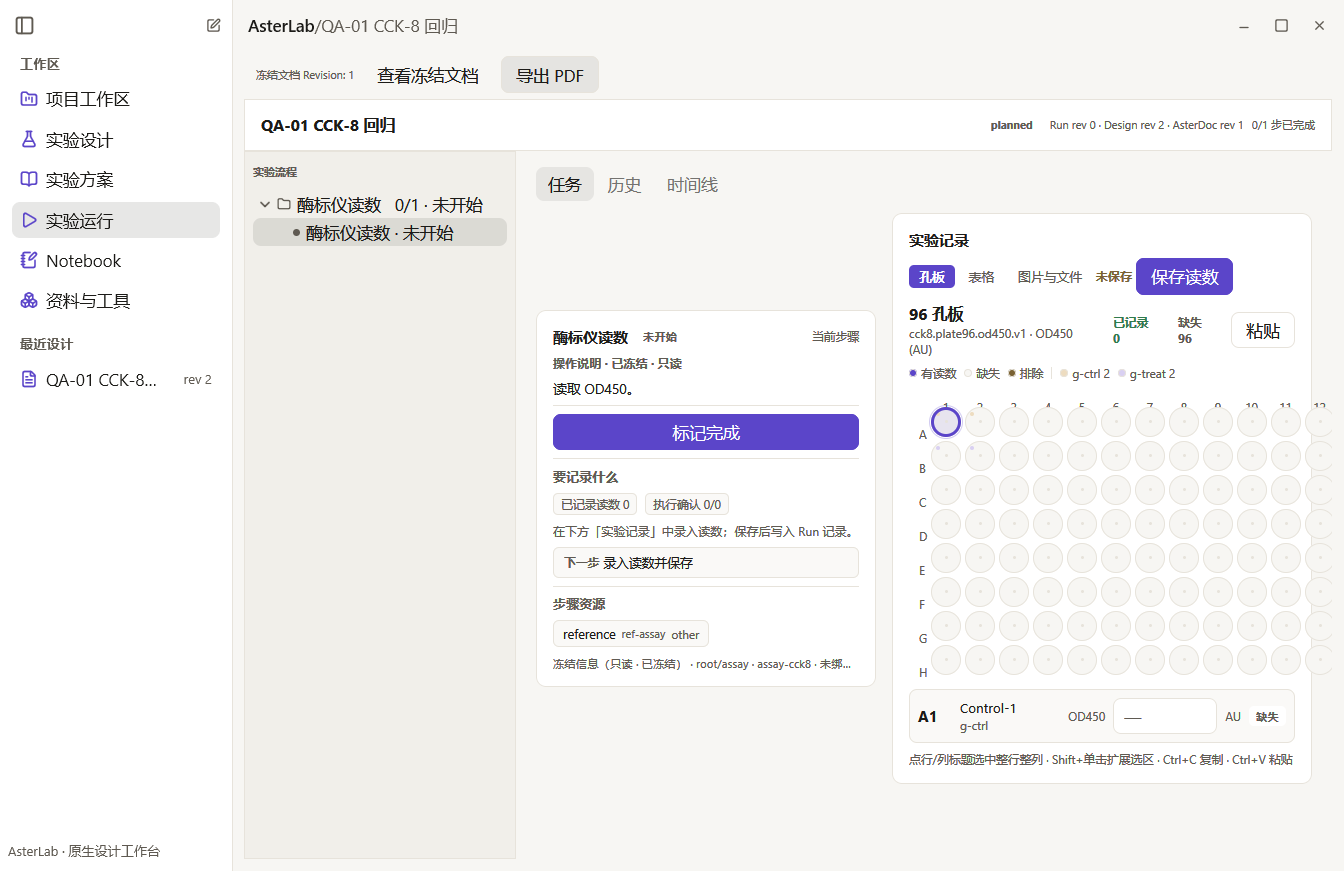 AsterLab/QA-01 CCK-8 回归
工作区
项目工作区
实验设计
实验方案
实验运行
Notebook
资料与工具
最近设计
QA-01 CCK-8... rev 2
AsterLab · 原生设计工作台
冻结文档 Revision: 1 查看冻结文档 导出 PDF
QA-01 CCK-8 回归 planned Run rev 0 · Design rev 2 · AsterDoc rev 1 0/1 步已完成
实验流程
酶标仪读数 0/1 · 未开始
酶标仪读数 · 未开始
任务 历史 时间线
酶标仪读数 未开始 当前步骤
操作说明 · 已冻结 · 只读
读取 OD450。
标记完成
要记录什么
已记录读数 0 执行确认 0/0
在下方「实验记录」中录入读数；保存后写入 Run 记录。
下一步 录入读数并保存
步骤资源
reference ref-assay other
冻结信息（只读 · 已冻结） · root/assay · assay-cck8 · 未绑...
实验记录
孔板 表格 图片与文件 未保存 保存读数
96 孔板
cck8.plate96.od450.v1 · OD450
(AU)
已记录
0
缺失
96
粘贴
有读数 缺失 排除 g-ctrl 2 g-treat 2
1 2 3 4 5 6 7 8 9 10 11 12
A
B
C
D
E
F
G
H
A1 Control-1 OD450 — AU 缺失
g-ctrl
点行/列标题选中整行整列 · Shift+单击扩展选区 · Ctrl+C 复制 · Ctrl+V 粘贴